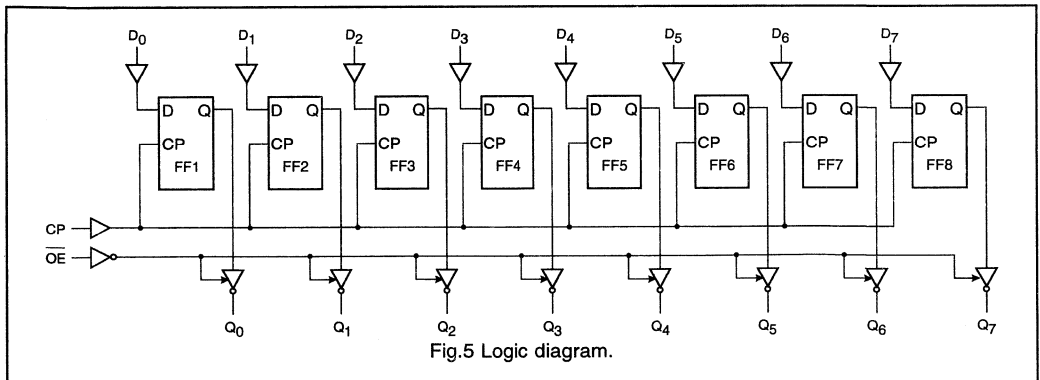 D0 D1 D2 D3 D4 D5 D6 D7
D Q D Q D Q D Q D Q D Q D Q D Q
CP CP CP CP CP CP CP CP
FF1 FF2 FF3 FF4 FF5 FF6 FF7 FF8
CP
O̅E̅
Q0 Q1 Q2 Q3 Q4 Q5 Q6 Q7
Fig.5 Logic diagram.